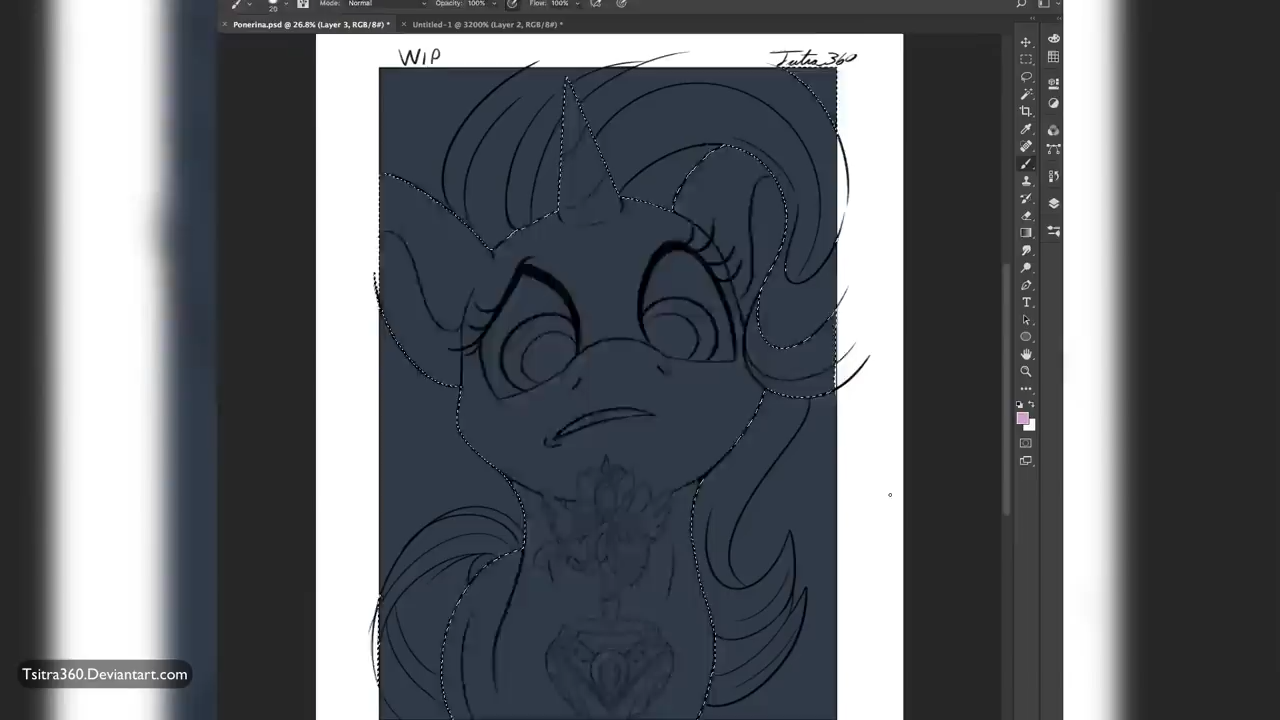 20
Mode: Normal
Opacity: 100%
Flow: 100%
Ponerina.psd @ 26.8% (Layer 3, RGB/8#) *
Untitled-1 @ 3200% (Layer 2, RGB/8#) *
WIP
Tsitra360
Tsitra360.Deviantart.com